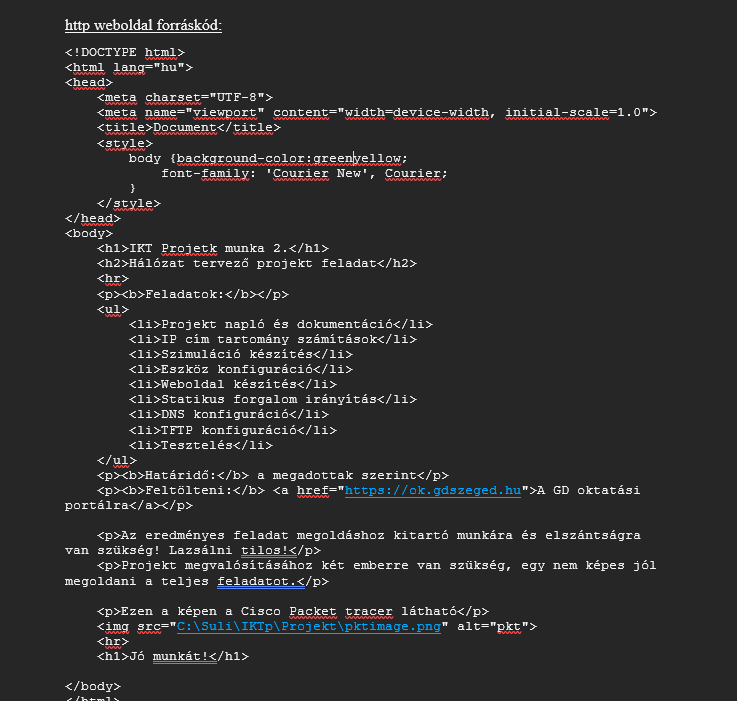 http weboldal forráskód:
<!DOCTYPE html>
<html lang="hu">
<head>
    <meta charset="UTF-8">
    <meta name="viewport" content="width=device-width, initial-scale=1.0">
    <title>Document</title>
    <style>
        body {background-color:greenyellow;
            font-family: 'Courier New', Courier;
        }
    </style>
</head>
<body>
    <h1>IKT Projetk munka 2.</h1>
    <h2>Hálózat tervező projekt feladat</h2>
    <hr>
    <p><b>Feladatok:</b></p>
    <ul>
        <li>Projekt napló és dokumentáció</li>
        <li>IP cím tartomány számítások</li>
        <li>Szimuláció készítés</li>
        <li>Eszköz konfiguráció</li>
        <li>Weboldal készítés</li>
        <li>Statikus forgalom irányítás</li>
        <li>DNS konfiguráció</li>
        <li>TFTP konfiguráció</li>
        <li>Tesztelés</li>
    </ul>
    <p><b>Határidő:</b> a megadottak szerint</p>
    <p><b>Feltölteni:</b> <a href="https://ok.gdszeged.hu">A GD oktatási
portálra</a></p>
    <p>Az eredményes feladat megoldáshoz kitartó munkára és elszántságra
van szükség! Lazsálni tilos!</p>
    <p>Projekt megvalósításához két emberre van szükség, egy nem képes jól
megoldani a teljes feladatot.</p>
    <p>Ezen a képen a Cisco Packet tracer látható</p>
    <img src="C:\Suli\IKTp\Projekt\pktimage.png" alt="pkt">
    <hr>
    <h1>Jó munkát!</h1>
</body>
</html>